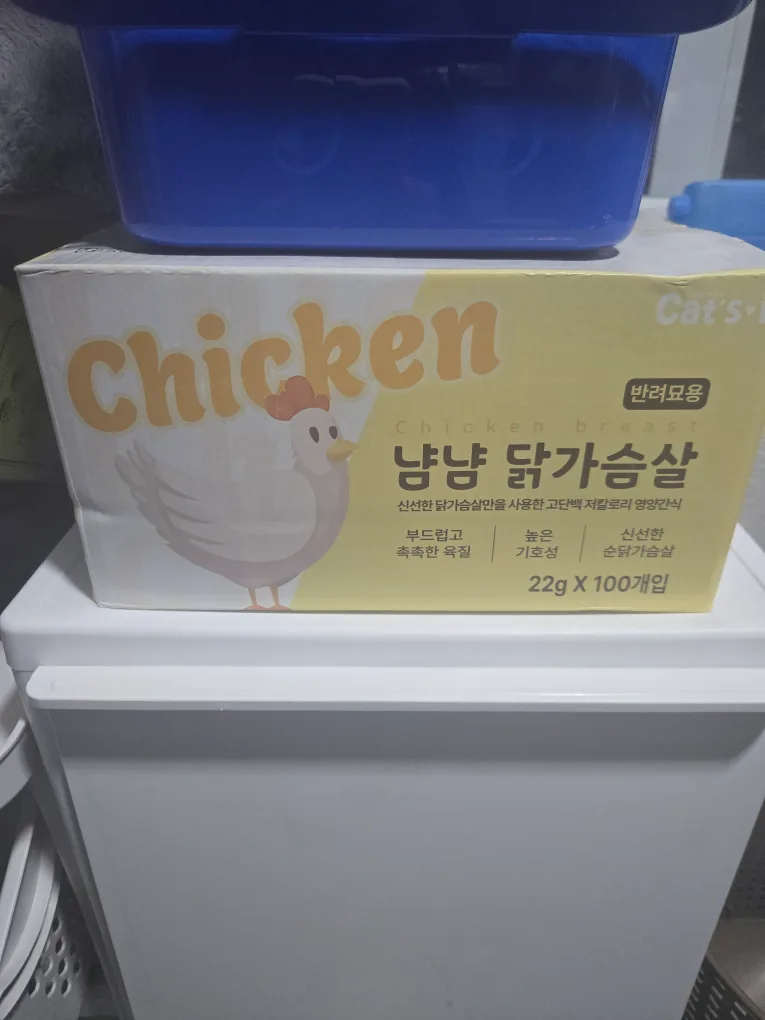 Chicken
Cat's
반려묘용
Chicken breast
냠냠 닭가슴살
신선한 닭가슴살만을 사용한 고단백 저칼로리 영양간식
부드럽고
촉촉한 육질
높은
기호성
신선한
순닭가슴살
22g X 100개입